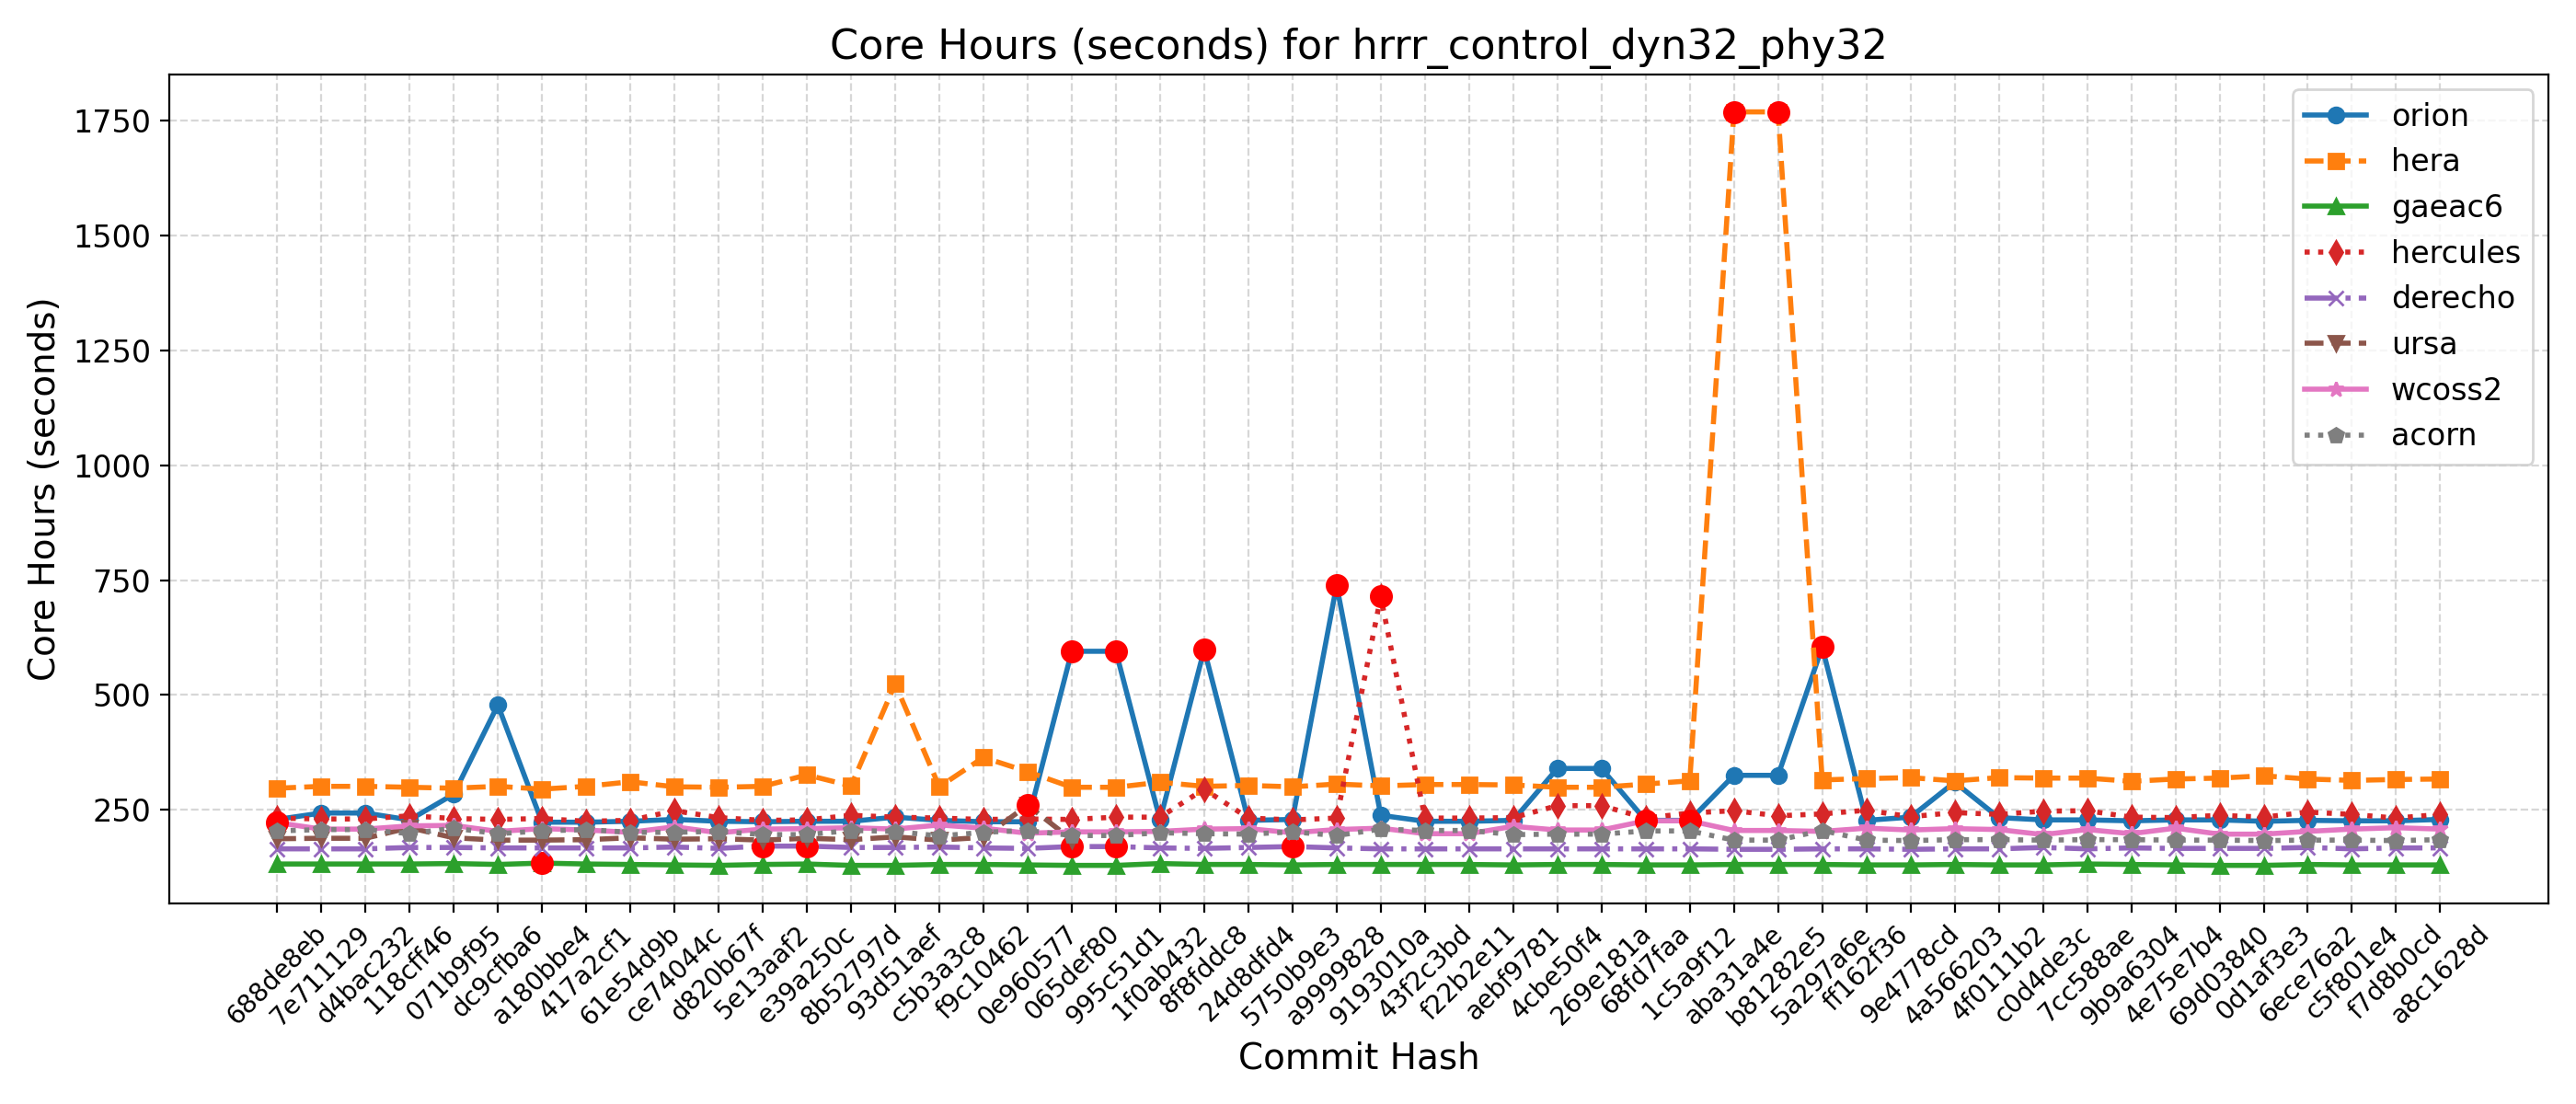 Core Hours (seconds) for hrrr_control_dyn32_phy32
Core Hours (seconds)
1750
1500
1250
1000
750
500
250
orion
hera
gaeac6
hercules
derecho
ursa
wcoss2
acorn
688de8eb
7e711129
d4bac232
118cff46
071b9f95
dc9cfba6
a180bbe4
417a2cf1
61e54d9b
ce74044c
d820b67f
5e13aaf2
e39a250c
8b52797d
93d51aef
c5b3a3c8
f9c10462
0e960577
065def80
995c51d1
1f0ab432
8f8fddc8
24d8dfd4
5750b9e3
a9999828
9193010a
43f2c3bd
f22b2e11
aebf9781
4cbe50f4
269e181a
68fd7faa
1c5a9f12
aba31a4e
b81282e5
5a297a6e
ff162f36
9e4778cd
4a566203
4f0111b2
c0d4de3c
7cc588ae
9b9a6304
4e75e7b4
69d03840
0d1af3e3
6ece76a2
c5f801e4
f7d8b0cd
a8c1628d
Commit Hash